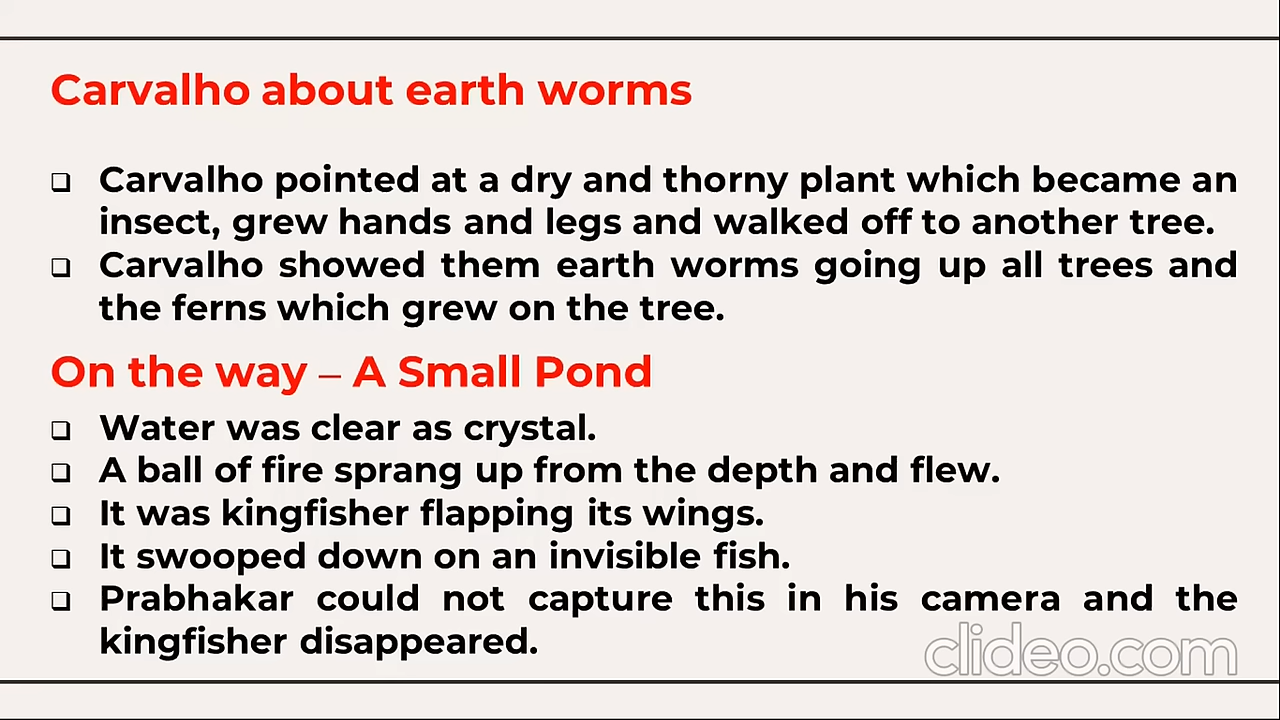 Carvalho about earth worms
❑ Carvalho pointed at a dry and thorny plant which became an
insect, grew hands and legs and walked off to another tree.
❑ Carvalho showed them earth worms going up all trees and
the ferns which grew on the tree.
On the way – A Small Pond
❑ Water was clear as crystal.
❑ A ball of fire sprang up from the depth and flew.
❑ It was kingfisher flapping its wings.
❑ It swooped down on an invisible fish.
❑ Prabhakar could not capture this in his camera and the
kingfisher disappeared.
clideo.com